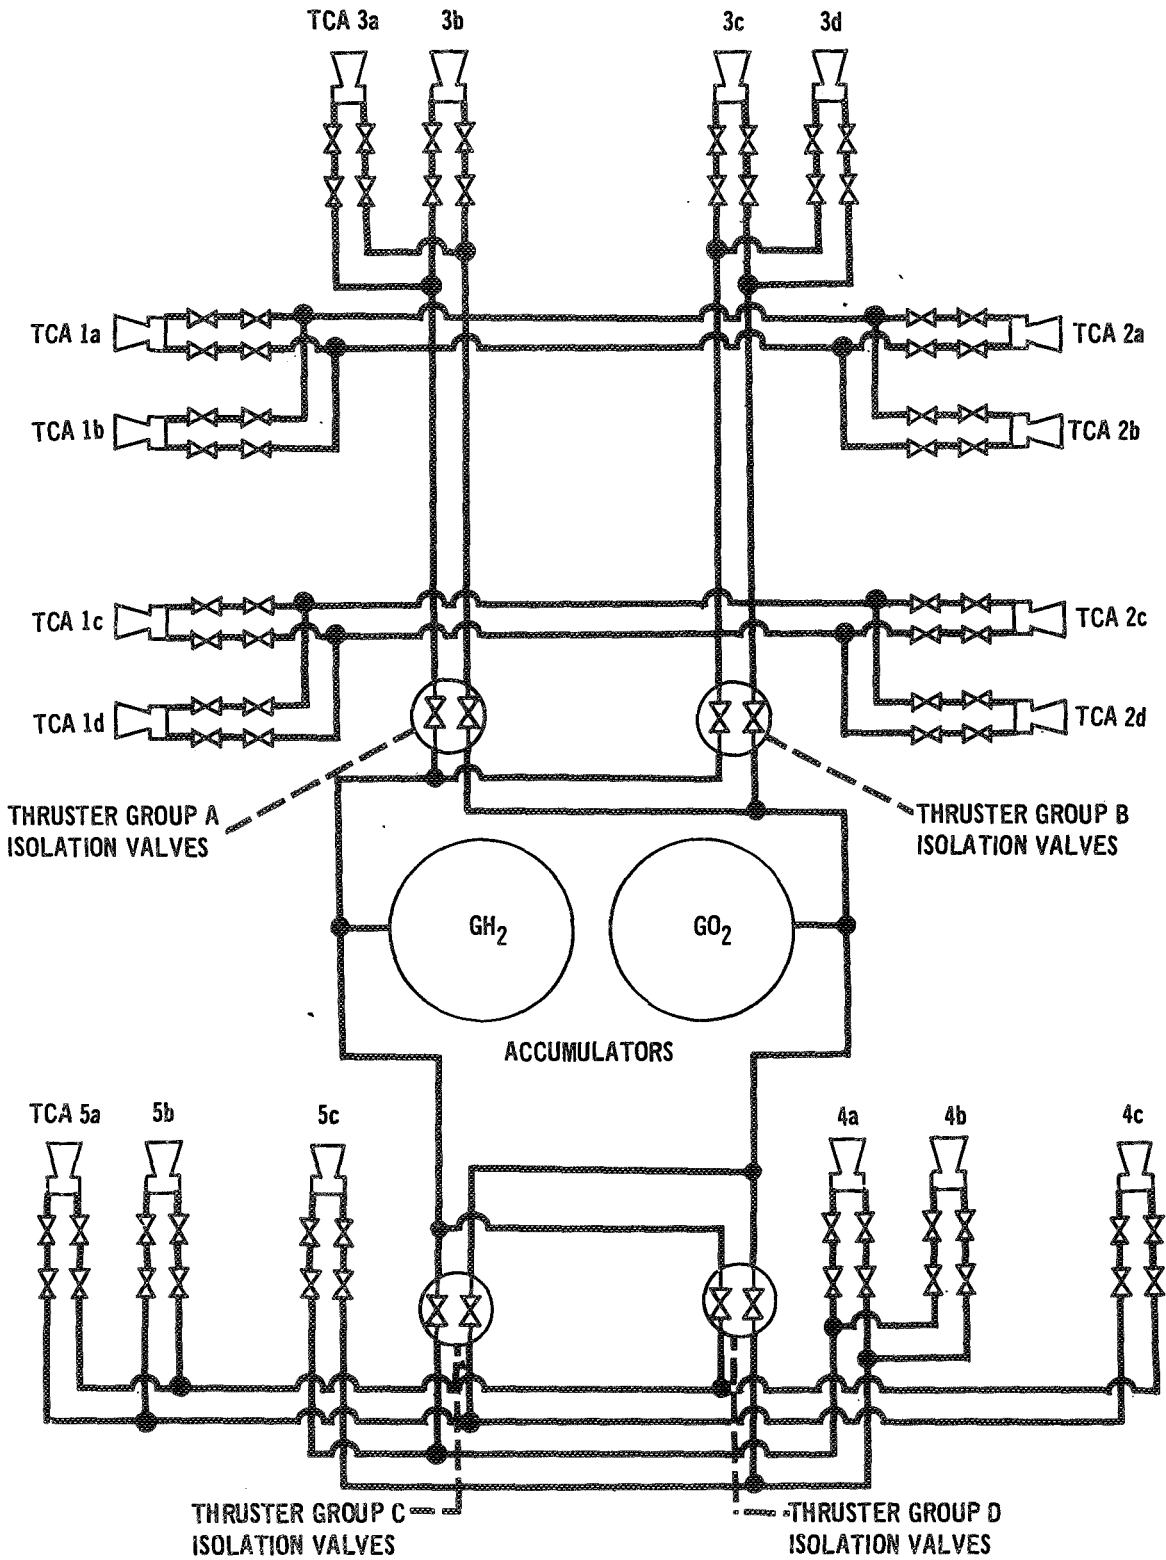 TCA 3a 3b 3c 3d
TCA 1a
TCA 2a
TCA 1b
TCA 2b
TCA 1c
TCA 2c
TCA 1d
TCA 2d
THRUSTER GROUP A
ISOLATION VALVES
THRUSTER GROUP B
ISOLATION VALVES
GH2
GO2
ACCUMULATORS
TCA 5a 5b 5c 4a 4b 4c
THRUSTER GROUP C
ISOLATION VALVES
THRUSTER GROUP D
ISOLATION VALVES